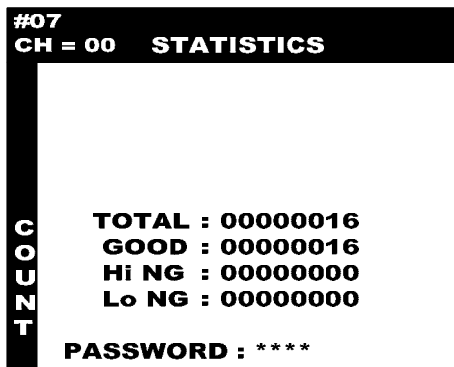 #07
CH = 00 STATISTICS
COUNT
TOTAL : 00000016
GOOD : 00000016
Hi NG : 00000000
Lo NG : 00000000
PASSWORD : ****